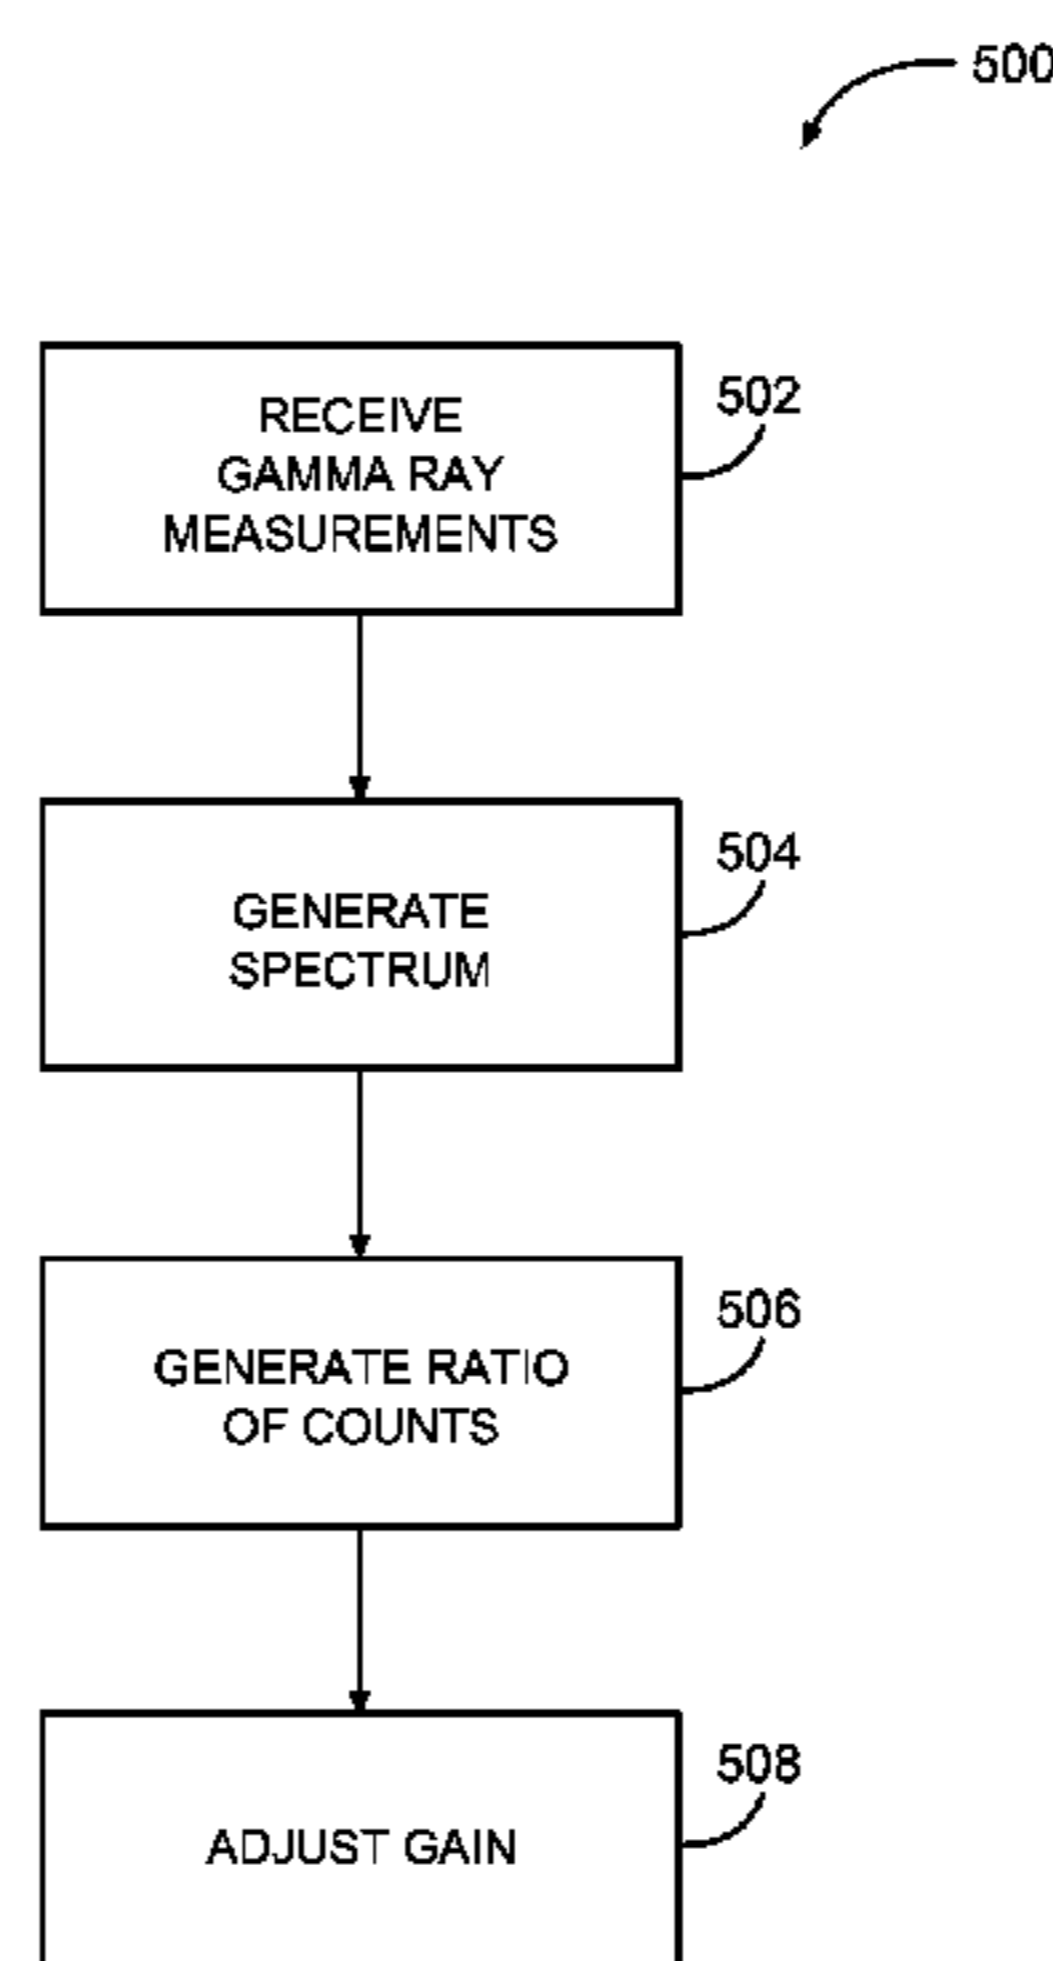 500
RECEIVE
GAMMA RAY
MEASUREMENTS
502
GENERATE
SPECTRUM
504
GENERATE RATIO
OF COUNTS
506
ADJUST GAIN
508